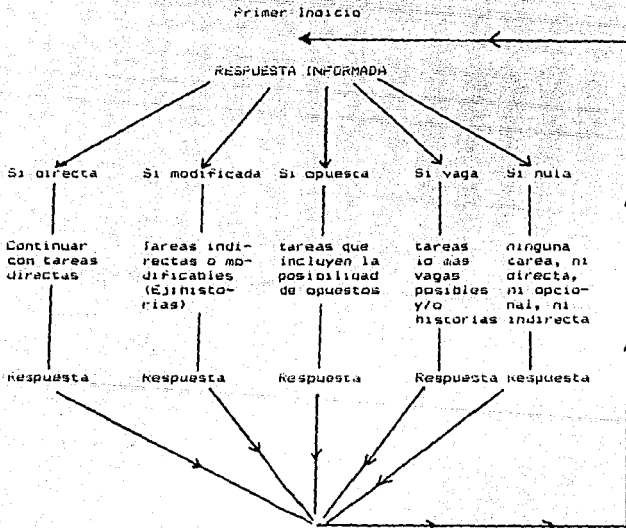 Primer Indicio
RESPUESTA INFORMADA
Si directa
Si modificada
Si opuesta
Si vaga
Si nula
Continuar
con tareas
directas
Tareas indi-
rectas o mo-
dificables
(Ej:histo-
rias)
tareas que
incluyen la
posibilidad
de opuestos
tareas
lo mas
vagas
posibles
y/o
historias
ninguna
tarea, ni
directa,
ni opcio-
nal, ni
indirecta
Respuesta
Respuesta
Respuesta
Respuesta
Respuesta